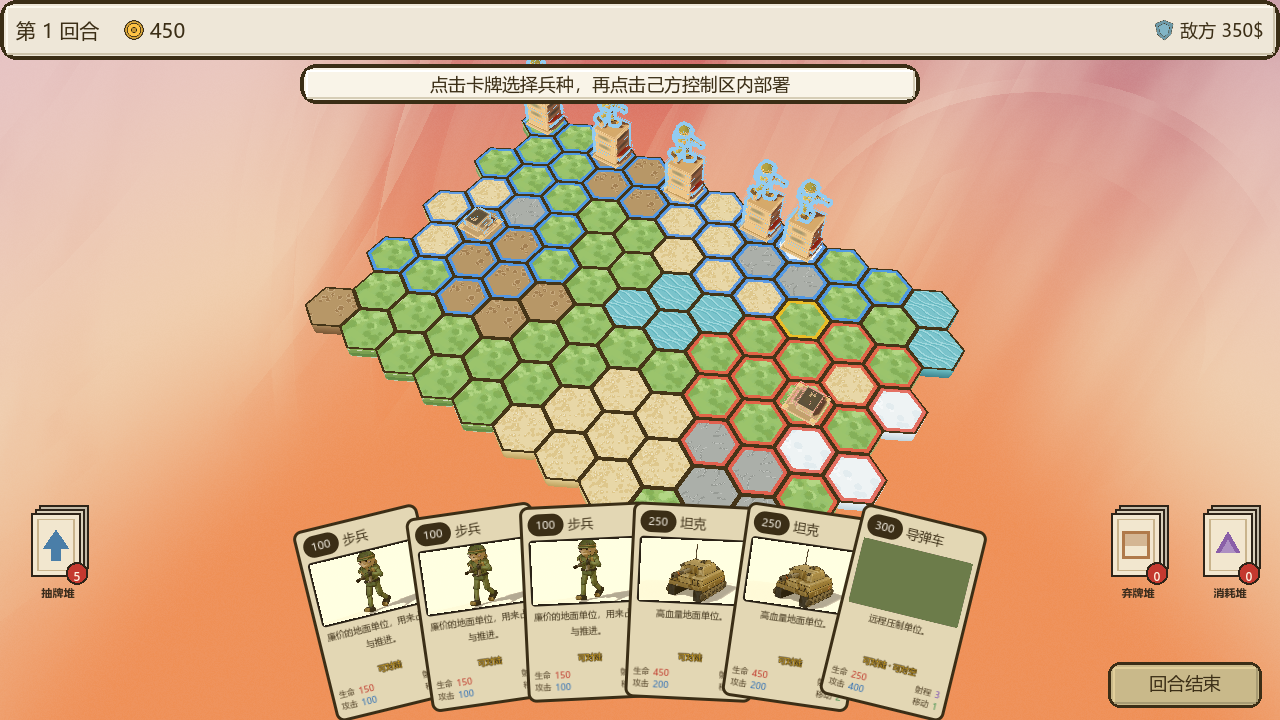 第 1 回合
450
敌方 350$
点击卡牌选择兵种，再点击己方控制区内部署
100 步兵
廉价的地面单位，用来
与推进。
可对地
生命 150
攻击 100
100 步兵
廉价的地面单位，用来
与推进。
可对地
生命 150
攻击 100
100 步兵
廉价的地面单位，用来
与推进。
可对地
生命 150
攻击 100
250 坦克
高血量地面单位。
可对地
生命 450
攻击 200
250 坦克
高血量地面单位。
可对地
生命 450
攻击 200
300 导弹车
远程压制单位。
可对地·可对空
生命 250
攻击 400
射程 3
移动 1
5
抽牌堆
0
弃牌堆
0
消耗堆
回合结束